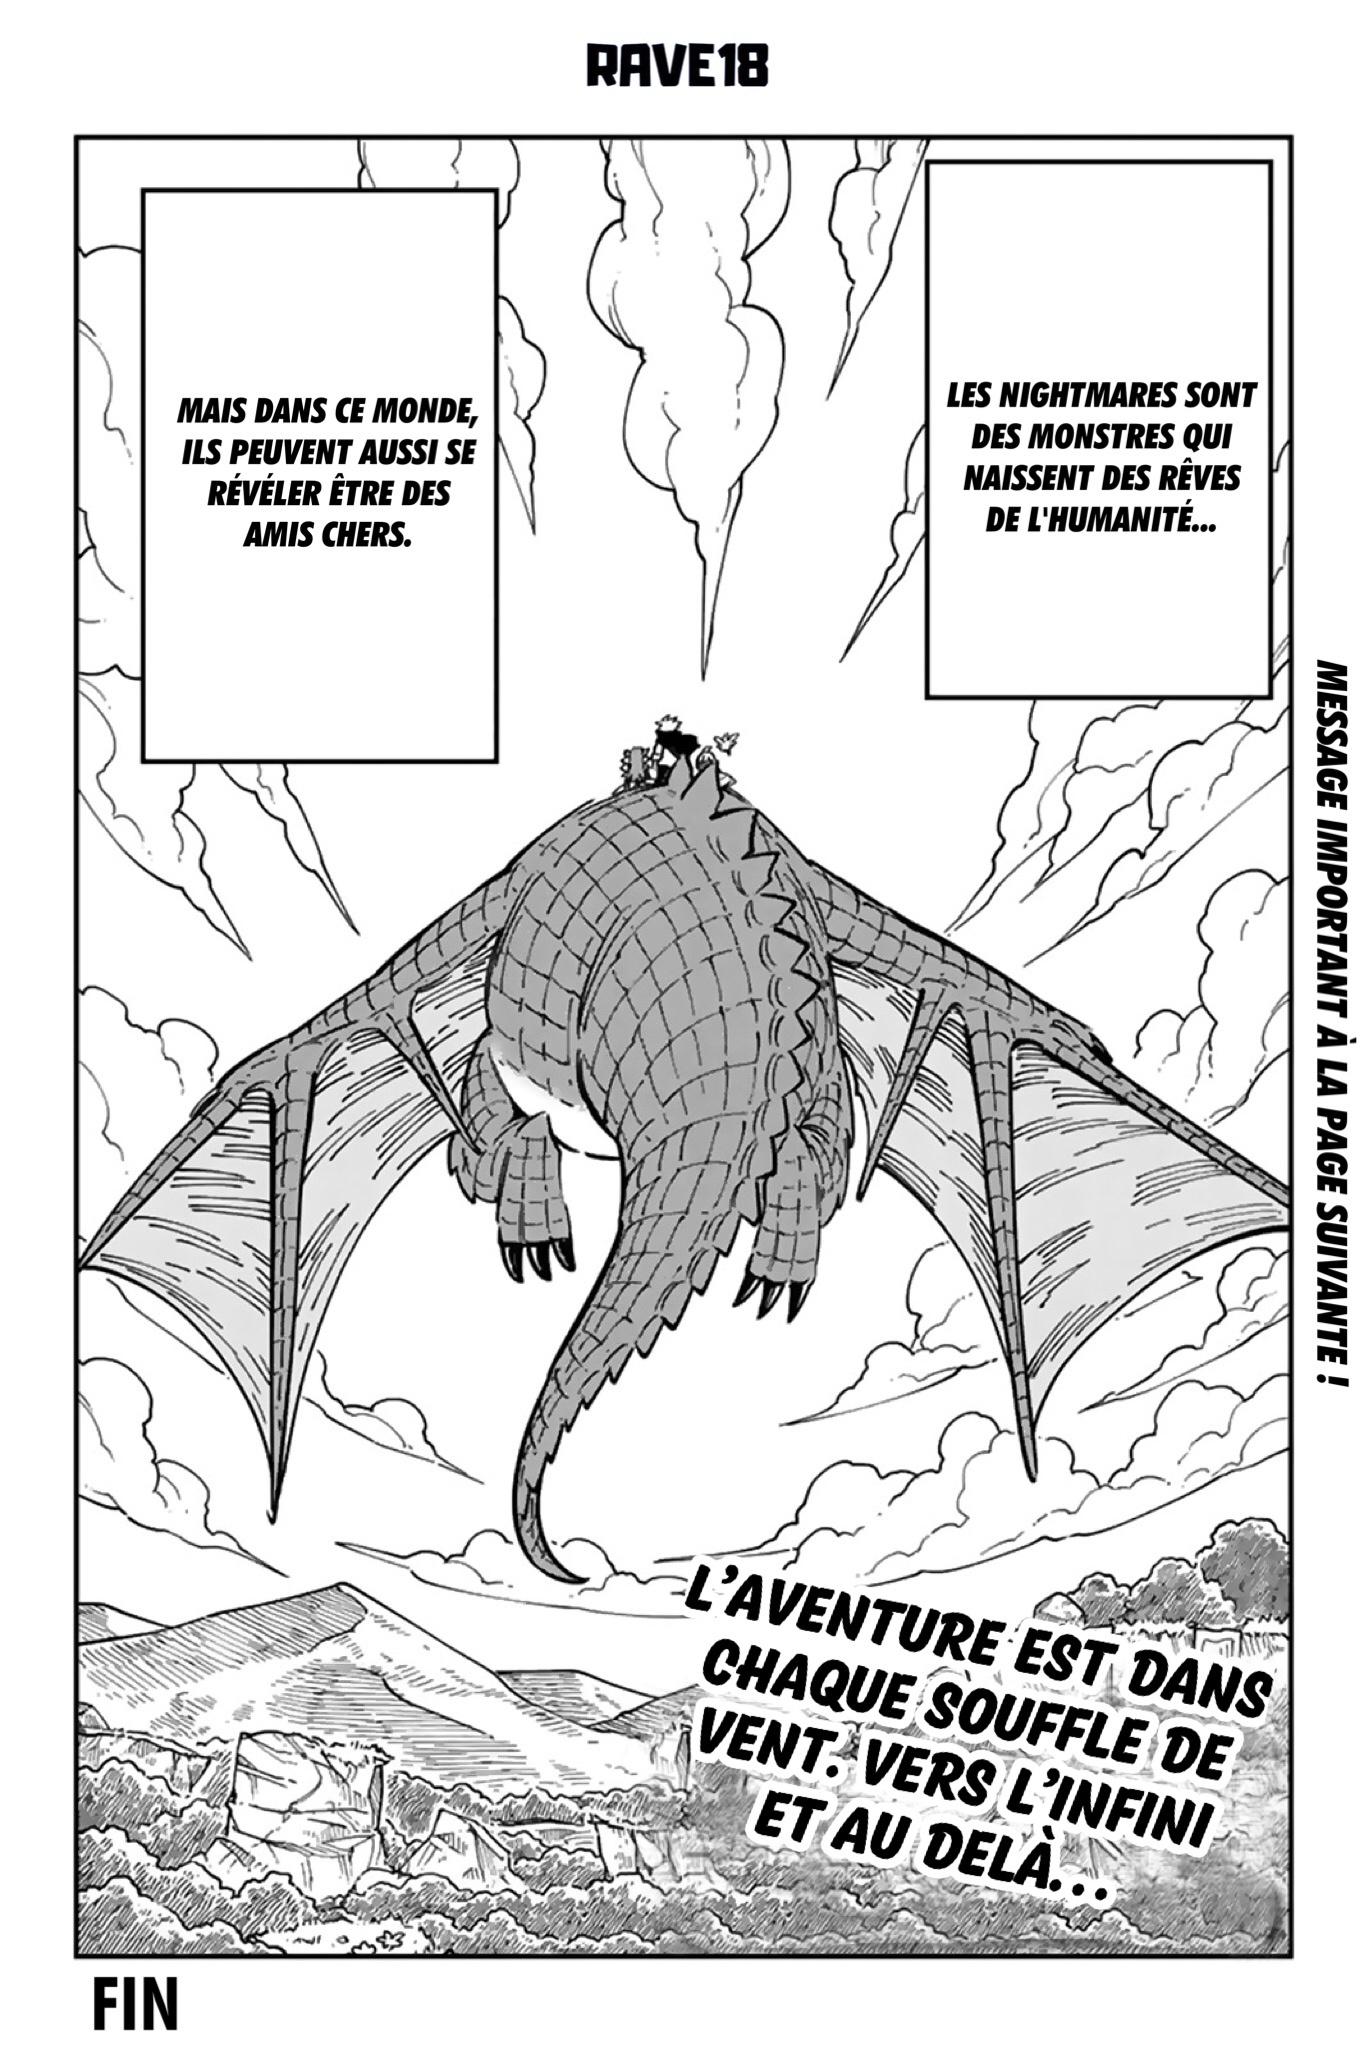 RAVE18
LES NIGHTMARES SONT
DES MONSTRES QUI
NAISSENT DES RÊVES
DE L'HUMANITÉ...
MAIS DANS CE MONDE,
ILS PEUVENT AUSSI SE
RÉVÉLER ÊTRE DES
AMIS CHERS.
MESSAGE IMPORTANT À LA PAGE SUIVANTE !
L'AVENTURE EST DANS
CHAQUE SOUFFLE DE
VENT. VERS L'INFINI
ET AU DELÀ...
FIN